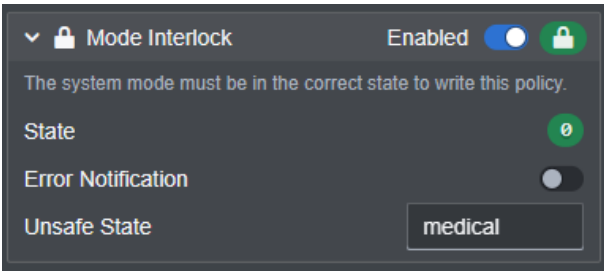 Mode Interlock Enabled
The system mode must be in the correct state to write this policy.
State 0
Error Notification
Unsafe State medical